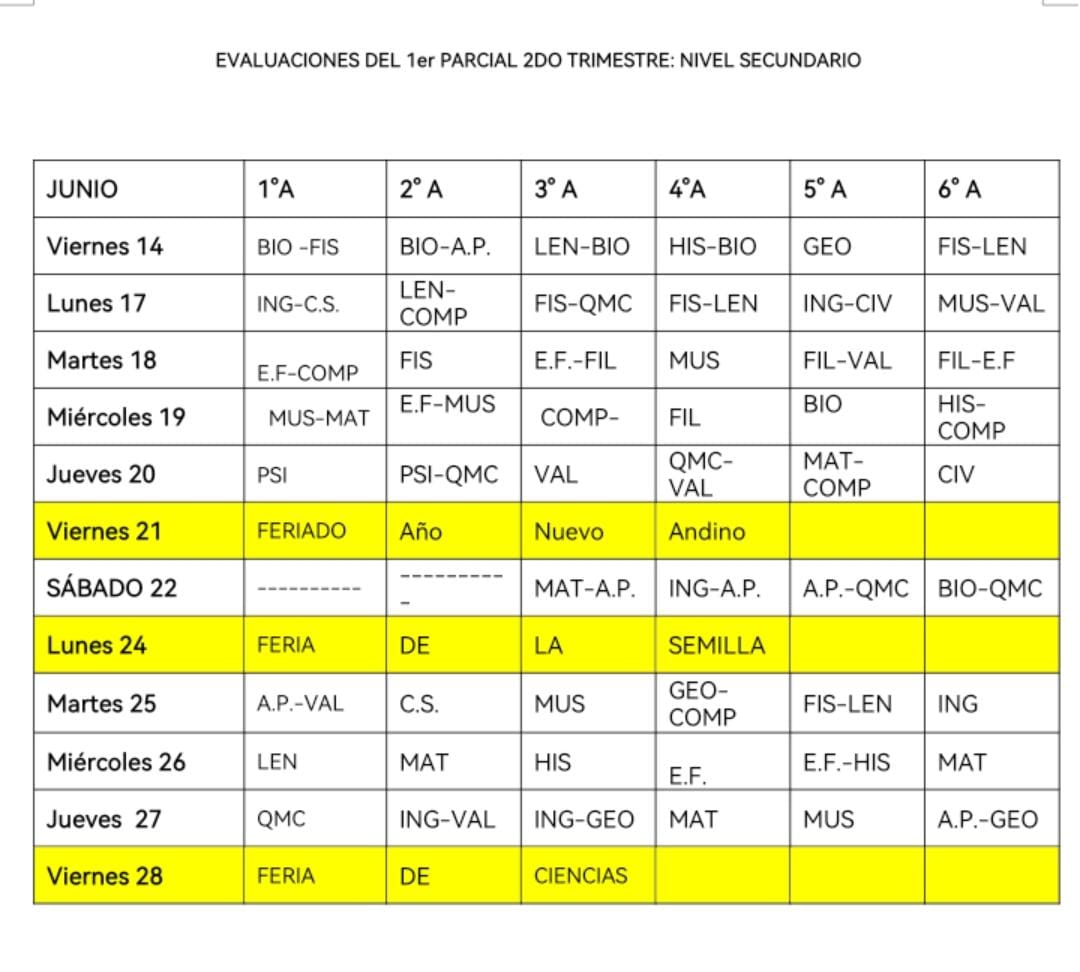 EVALUACIONES DEL 1er PARCIAL 2DO TRIMESTRE: NIVEL SECUNDARIO
JUNIO 1°A 2° A 3° A 4°A 5° A 6° A
Viernes 14 BIO -FIS BIO-A.P. LEN-BIO HIS-BIO GEO FIS-LEN
Lunes 17 ING-C.S. LEN-COMP FIS-QMC FIS-LEN ING-CIV MUS-VAL
Martes 18 E.F-COMP FIS E.F.-FIL MUS FIL-VAL FIL-E.F
Miércoles 19 MUS-MAT E.F-MUS COMP- FIL BIO HIS-COMP
Jueves 20 PSI PSI-QMC VAL QMC-VAL MAT-COMP CIV
Viernes 21 FERIADO Año Nuevo Andino
SÁBADO 22 ---------- ---------- MAT-A.P. ING-A.P. A.P.-QMC BIO-QMC
Lunes 24 FERIA DE LA SEMILLA
Martes 25 A.P.-VAL C.S. MUS GEO-COMP FIS-LEN ING
Miércoles 26 LEN MAT HIS E.F. E.F.-HIS MAT
Jueves 27 QMC ING-VAL ING-GEO MAT MUS A.P.-GEO
Viernes 28 FERIA DE CIENCIAS